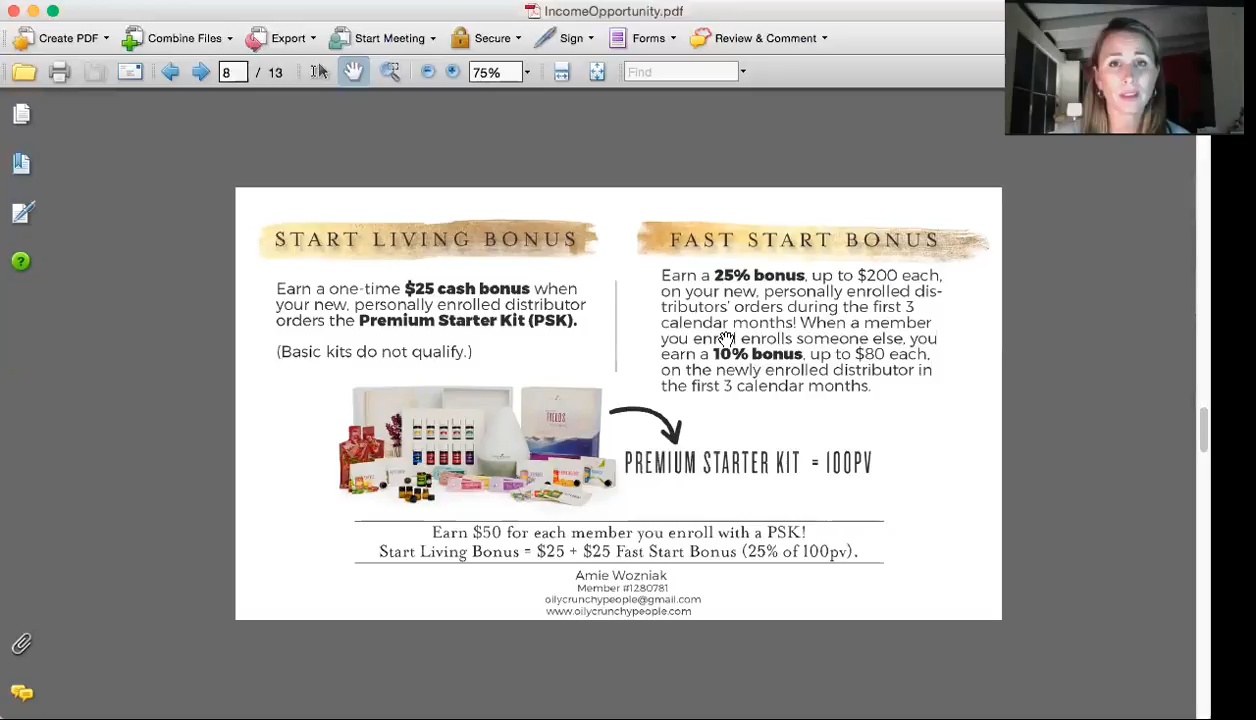 IncomeOpportunity.pdf
Create PDF
Combine Files
Export
Start Meeting
Secure
Sign
Forms
Review & Comment
8 / 13
75%
Find
START LIVING BONUS
Earn a one-time $25 cash bonus when
your new, personally enrolled distributor
orders the Premium Starter Kit (PSK).
(Basic kits do not qualify.)
FAST START BONUS
Earn a 25% bonus, up to $200 each,
on your new, personally enrolled dis-
tributors' orders during the first 3
calendar months! When a member
you enroll enrolls someone else, you
earn a 10% bonus, up to $80 each,
on the newly enrolled distributor in
the first 3 calendar months.
PREMIUM STARTER KIT = 100PV
Earn $50 for each member you enroll with a PSK!
Start Living Bonus = $25 + $25 Fast Start Bonus (25% of 100pv).
Amie Wozniak
Member #1280781
oilycrunchypeople@gmail.com
www.oilycrunchypeople.com